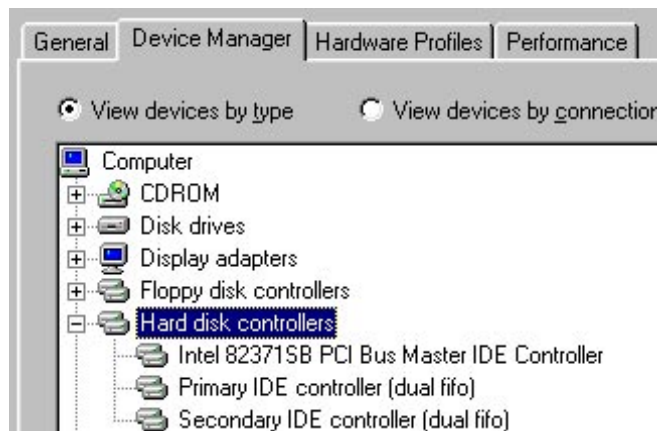 General Device Manager Hardware Profiles Performance
View devices by type View devices by connection
Computer
CDROM
Disk drives
Display adapters
Floppy disk controllers
Hard disk controllers
Intel 82371SB PCI Bus Master IDE Controller
Primary IDE controller (dual fifo)
Secondary IDE controller (dual fifo)